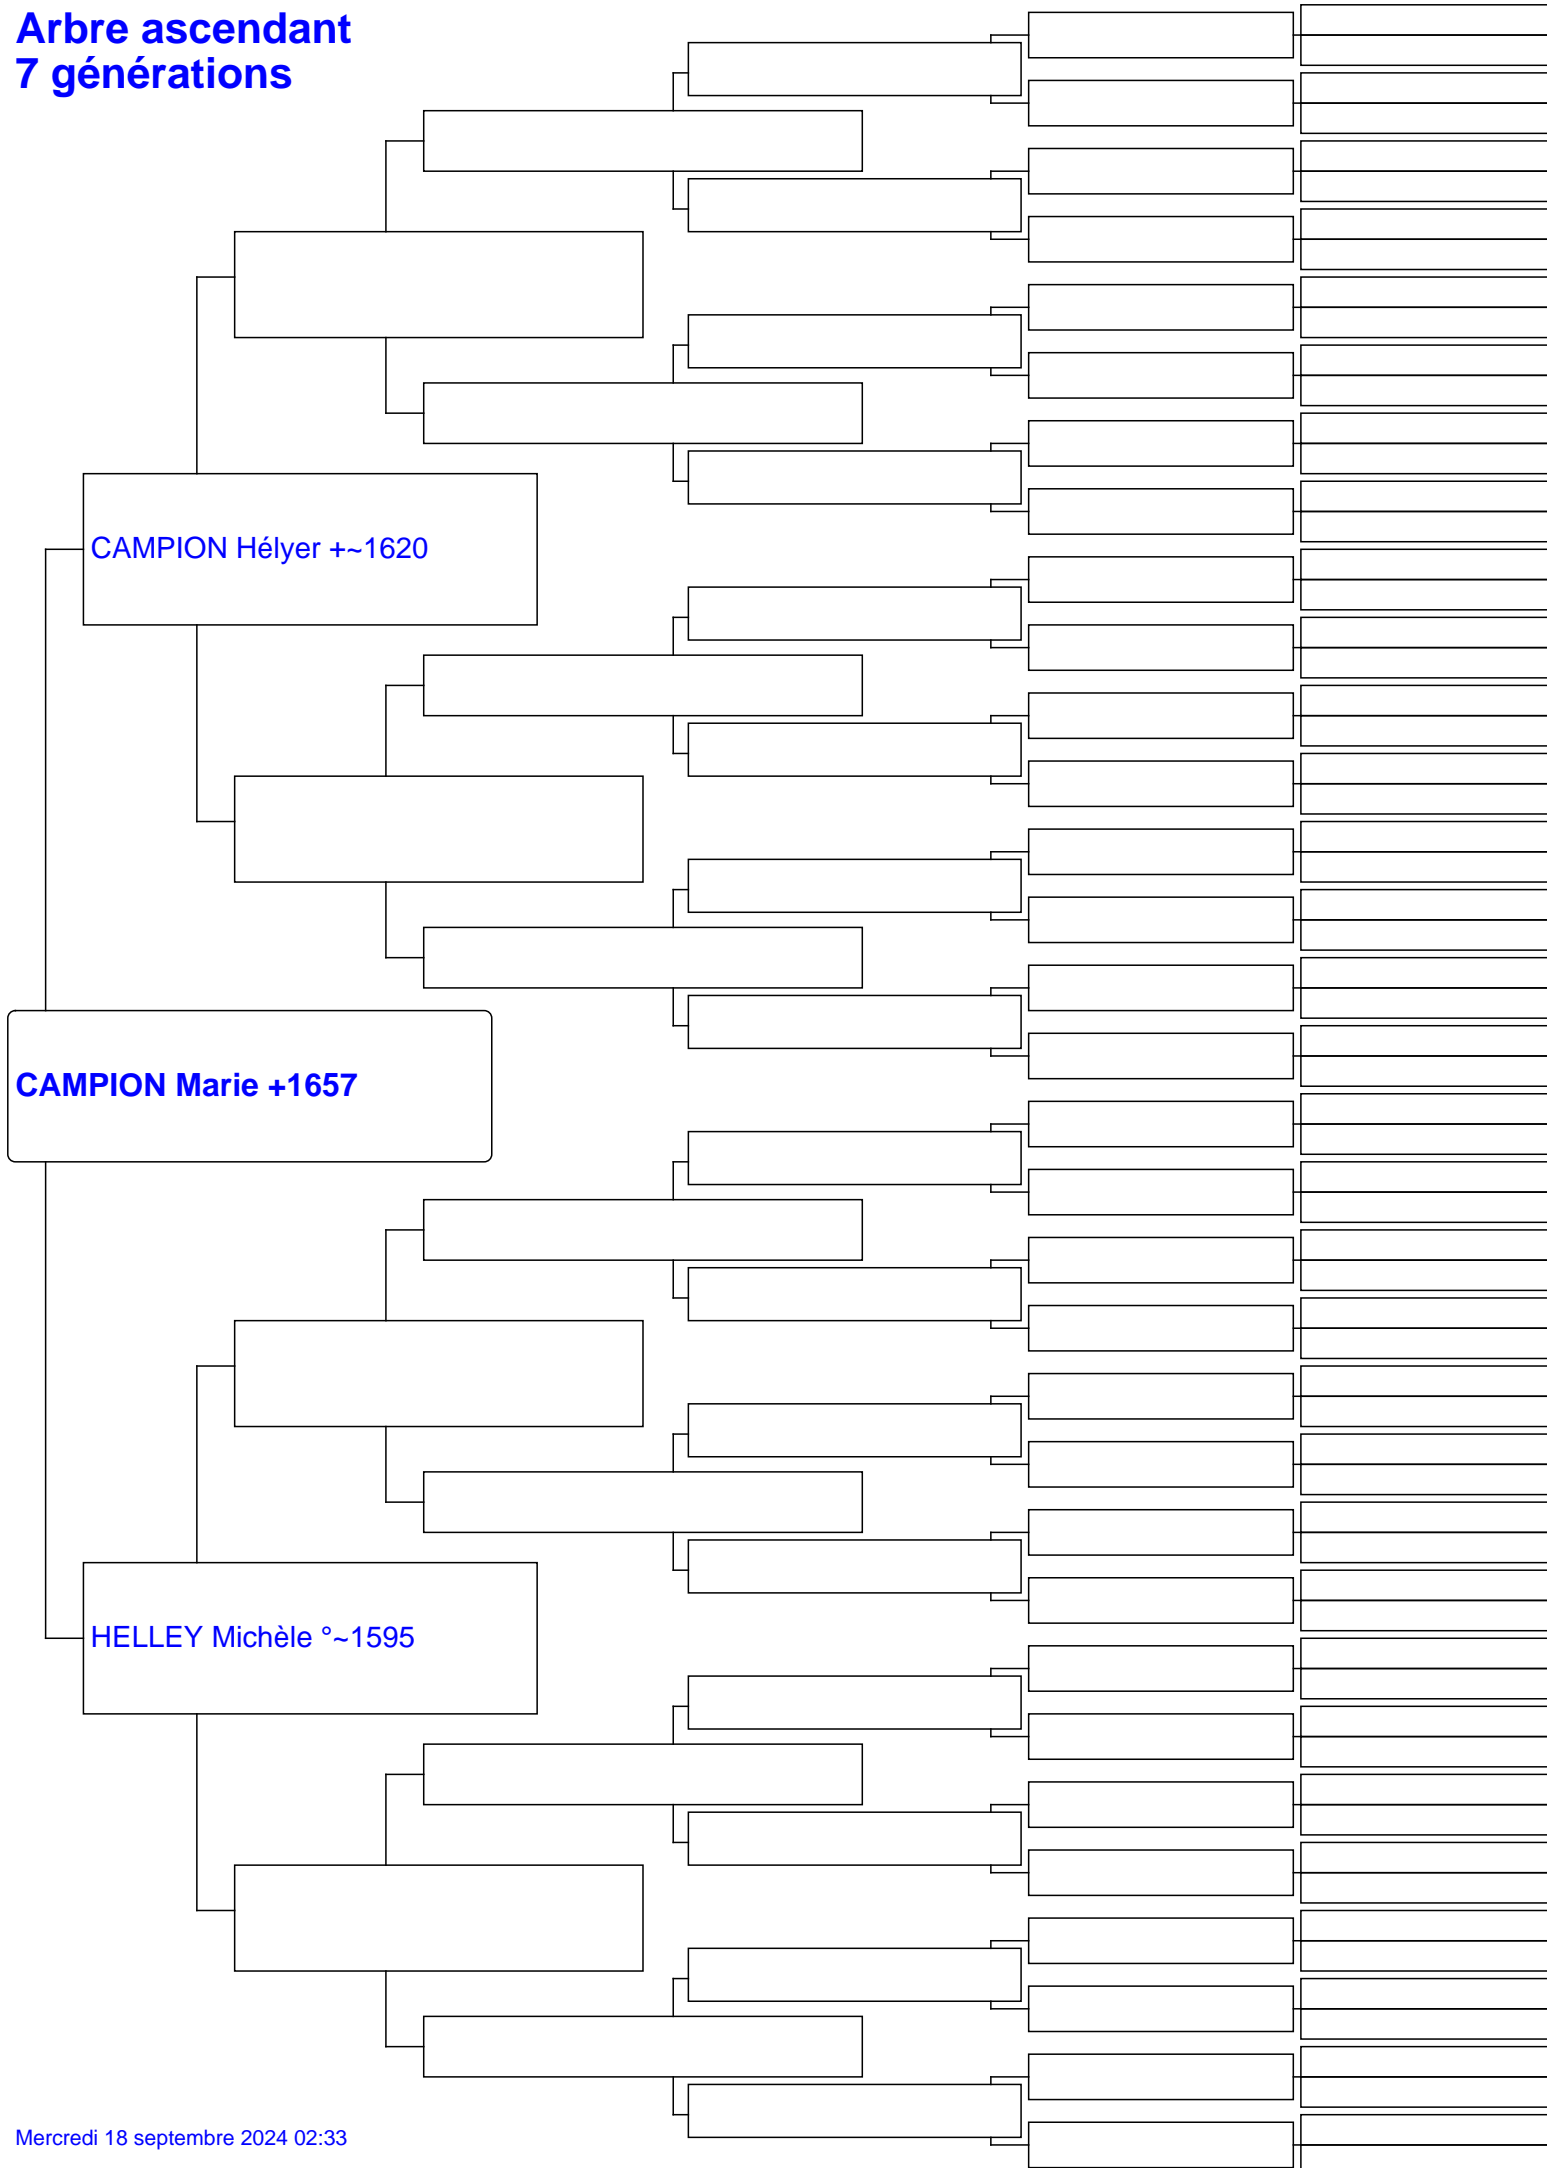 Arbre ascendant
7 générations
CAMPION Hélyer +~1620
CAMPION Marie +1657
HELLEY Michèle °~1595
Mercredi 18 septembre 2024 02:33